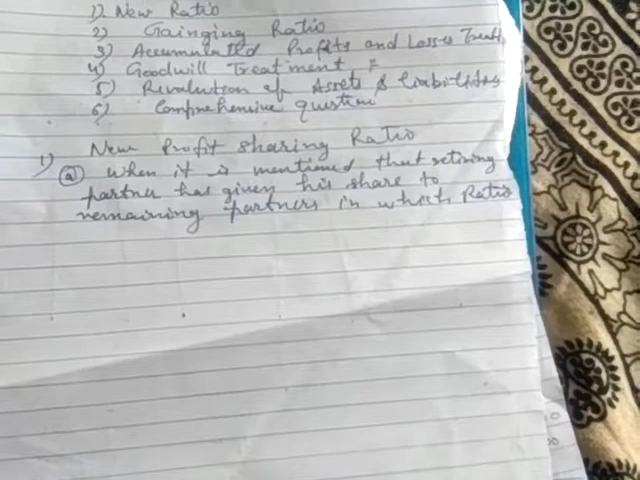 1) New Ratio
2) Gainging Ratio
3) Accumulated Profits and Losses
4) Goodwill Treatment =
5) Revaluation of Assets & liabilities
6) Comprehensive question
1) New Profit sharing Ratio
(a) when it is mentioned that retiring
partner has given his share to
remaining partners in which Ratio